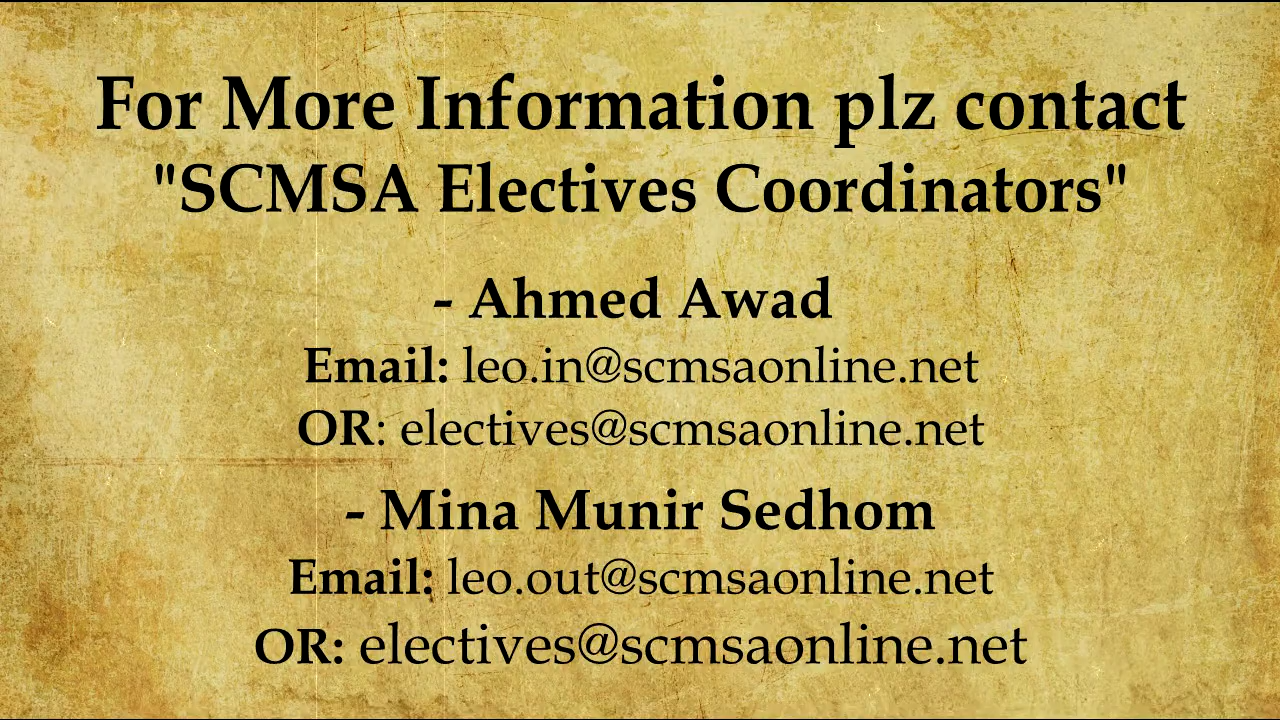 For More Information plz contact
"SCMSA Electives Coordinators"
- Ahmed Awad
Email: leo.in@scmsaonline.net
OR: electives@scmsaonline.net
- Mina Munir Sedhom
Email: leo.out@scmsaonline.net
OR: electives@scmsaonline.net